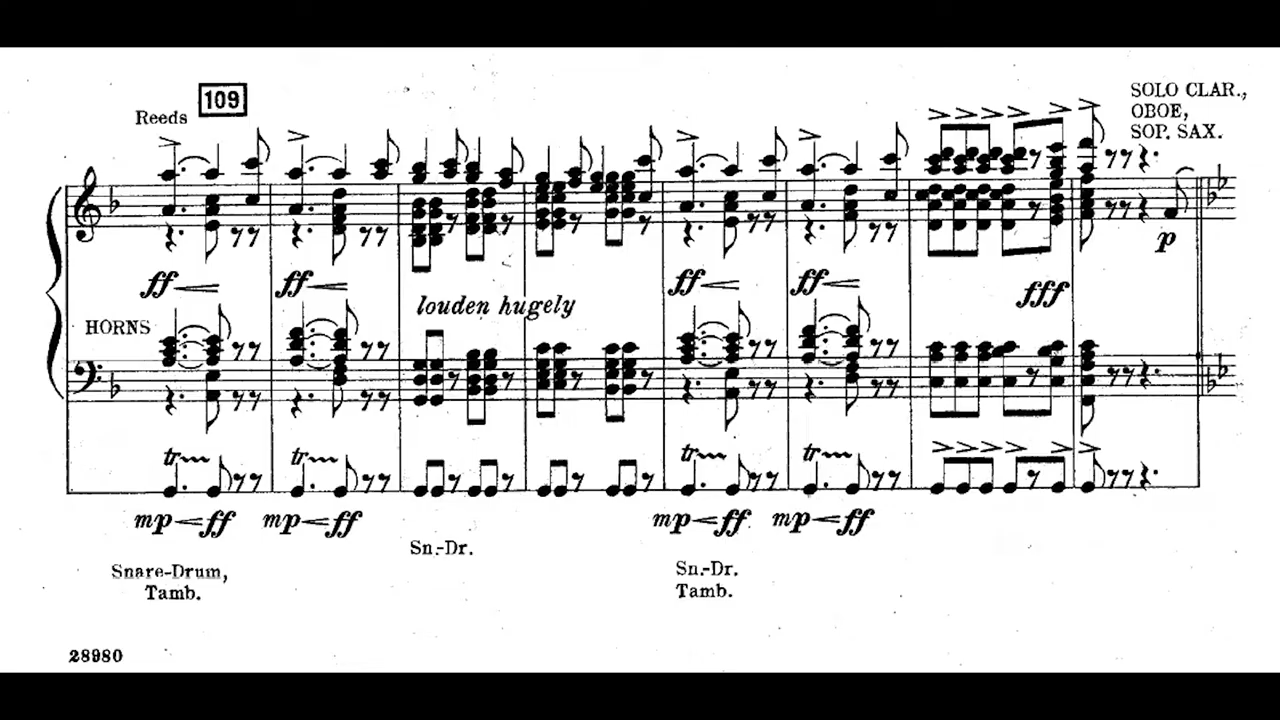 109
Reeds
SOLO CLAR.,
OBOE,
SOP. SAX.
p
ff ff ff ff
louden hugely
fff
HORNS
tr tr tr tr
mp ff mp ff mp ff mp ff
Sn.-Dr.
Snare-Drum,
Tamb.
Sn.-Dr.
Tamb.
28980